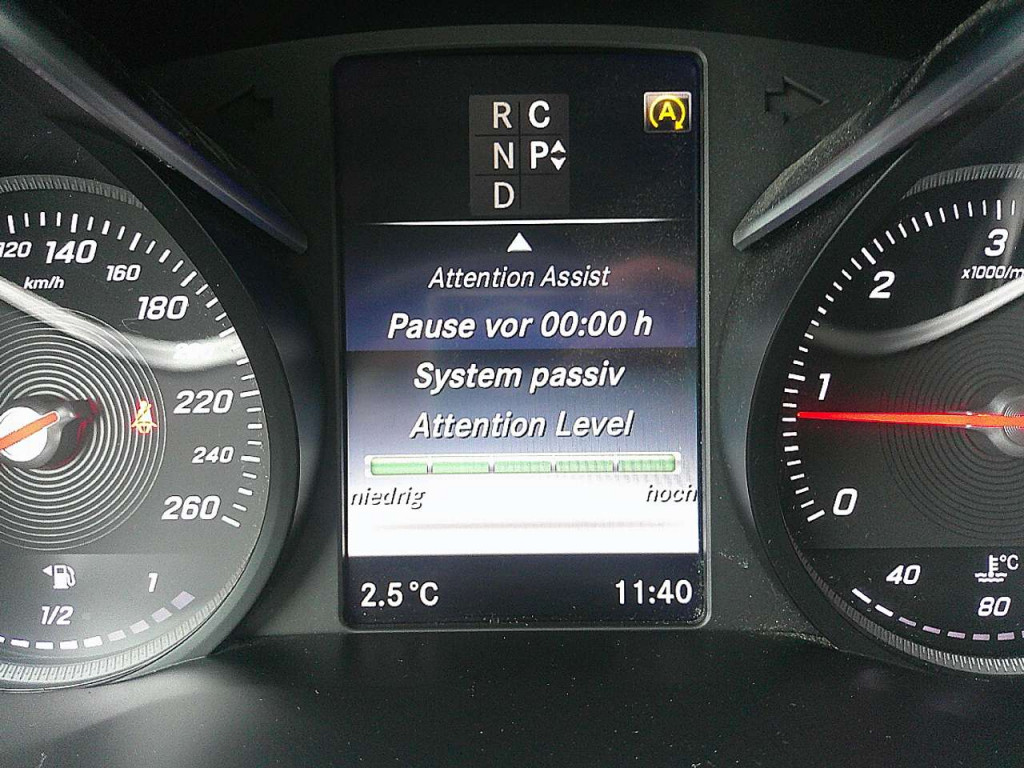 R C
N P
D
A
Attention Assist
Pause vor 00:00 h
System passiv
Attention Level
niedrig hoch
2.5 °C 11:40
120 140 160 180 220 240 260
km/h
1/2 1
0 1 2 3
x1000/m
40 80
°C